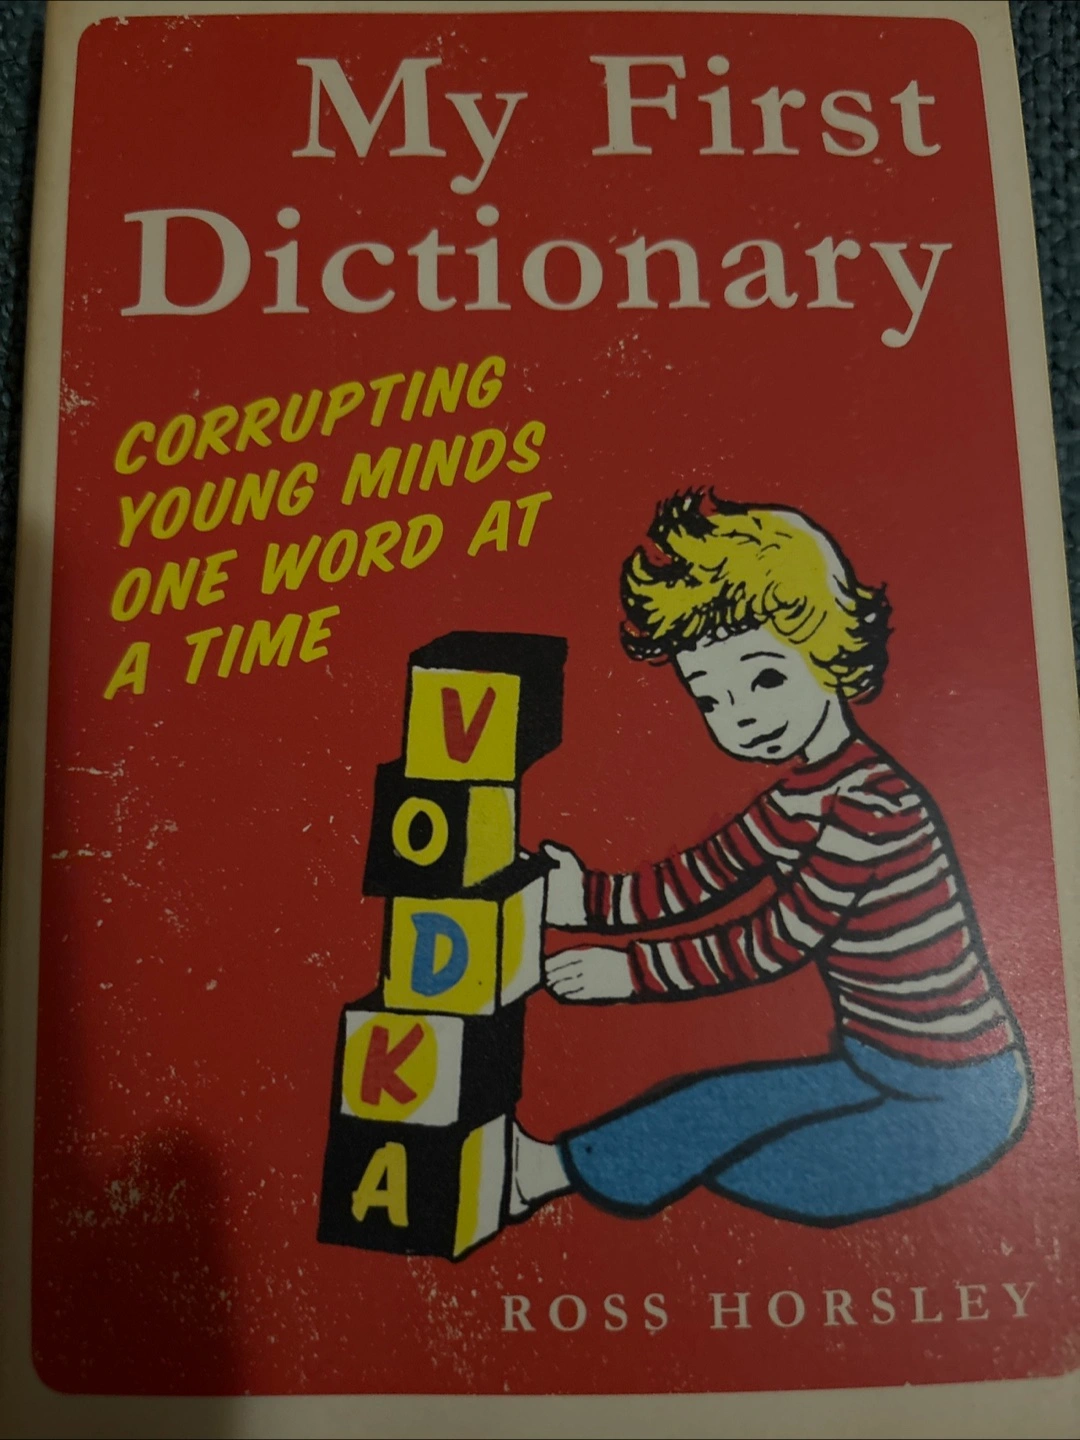 My First
Dictionary
CORRUPTING
YOUNG MINDS
ONE WORD AT
A TIME
V
O
D
K
A
ROSS HORSLEY